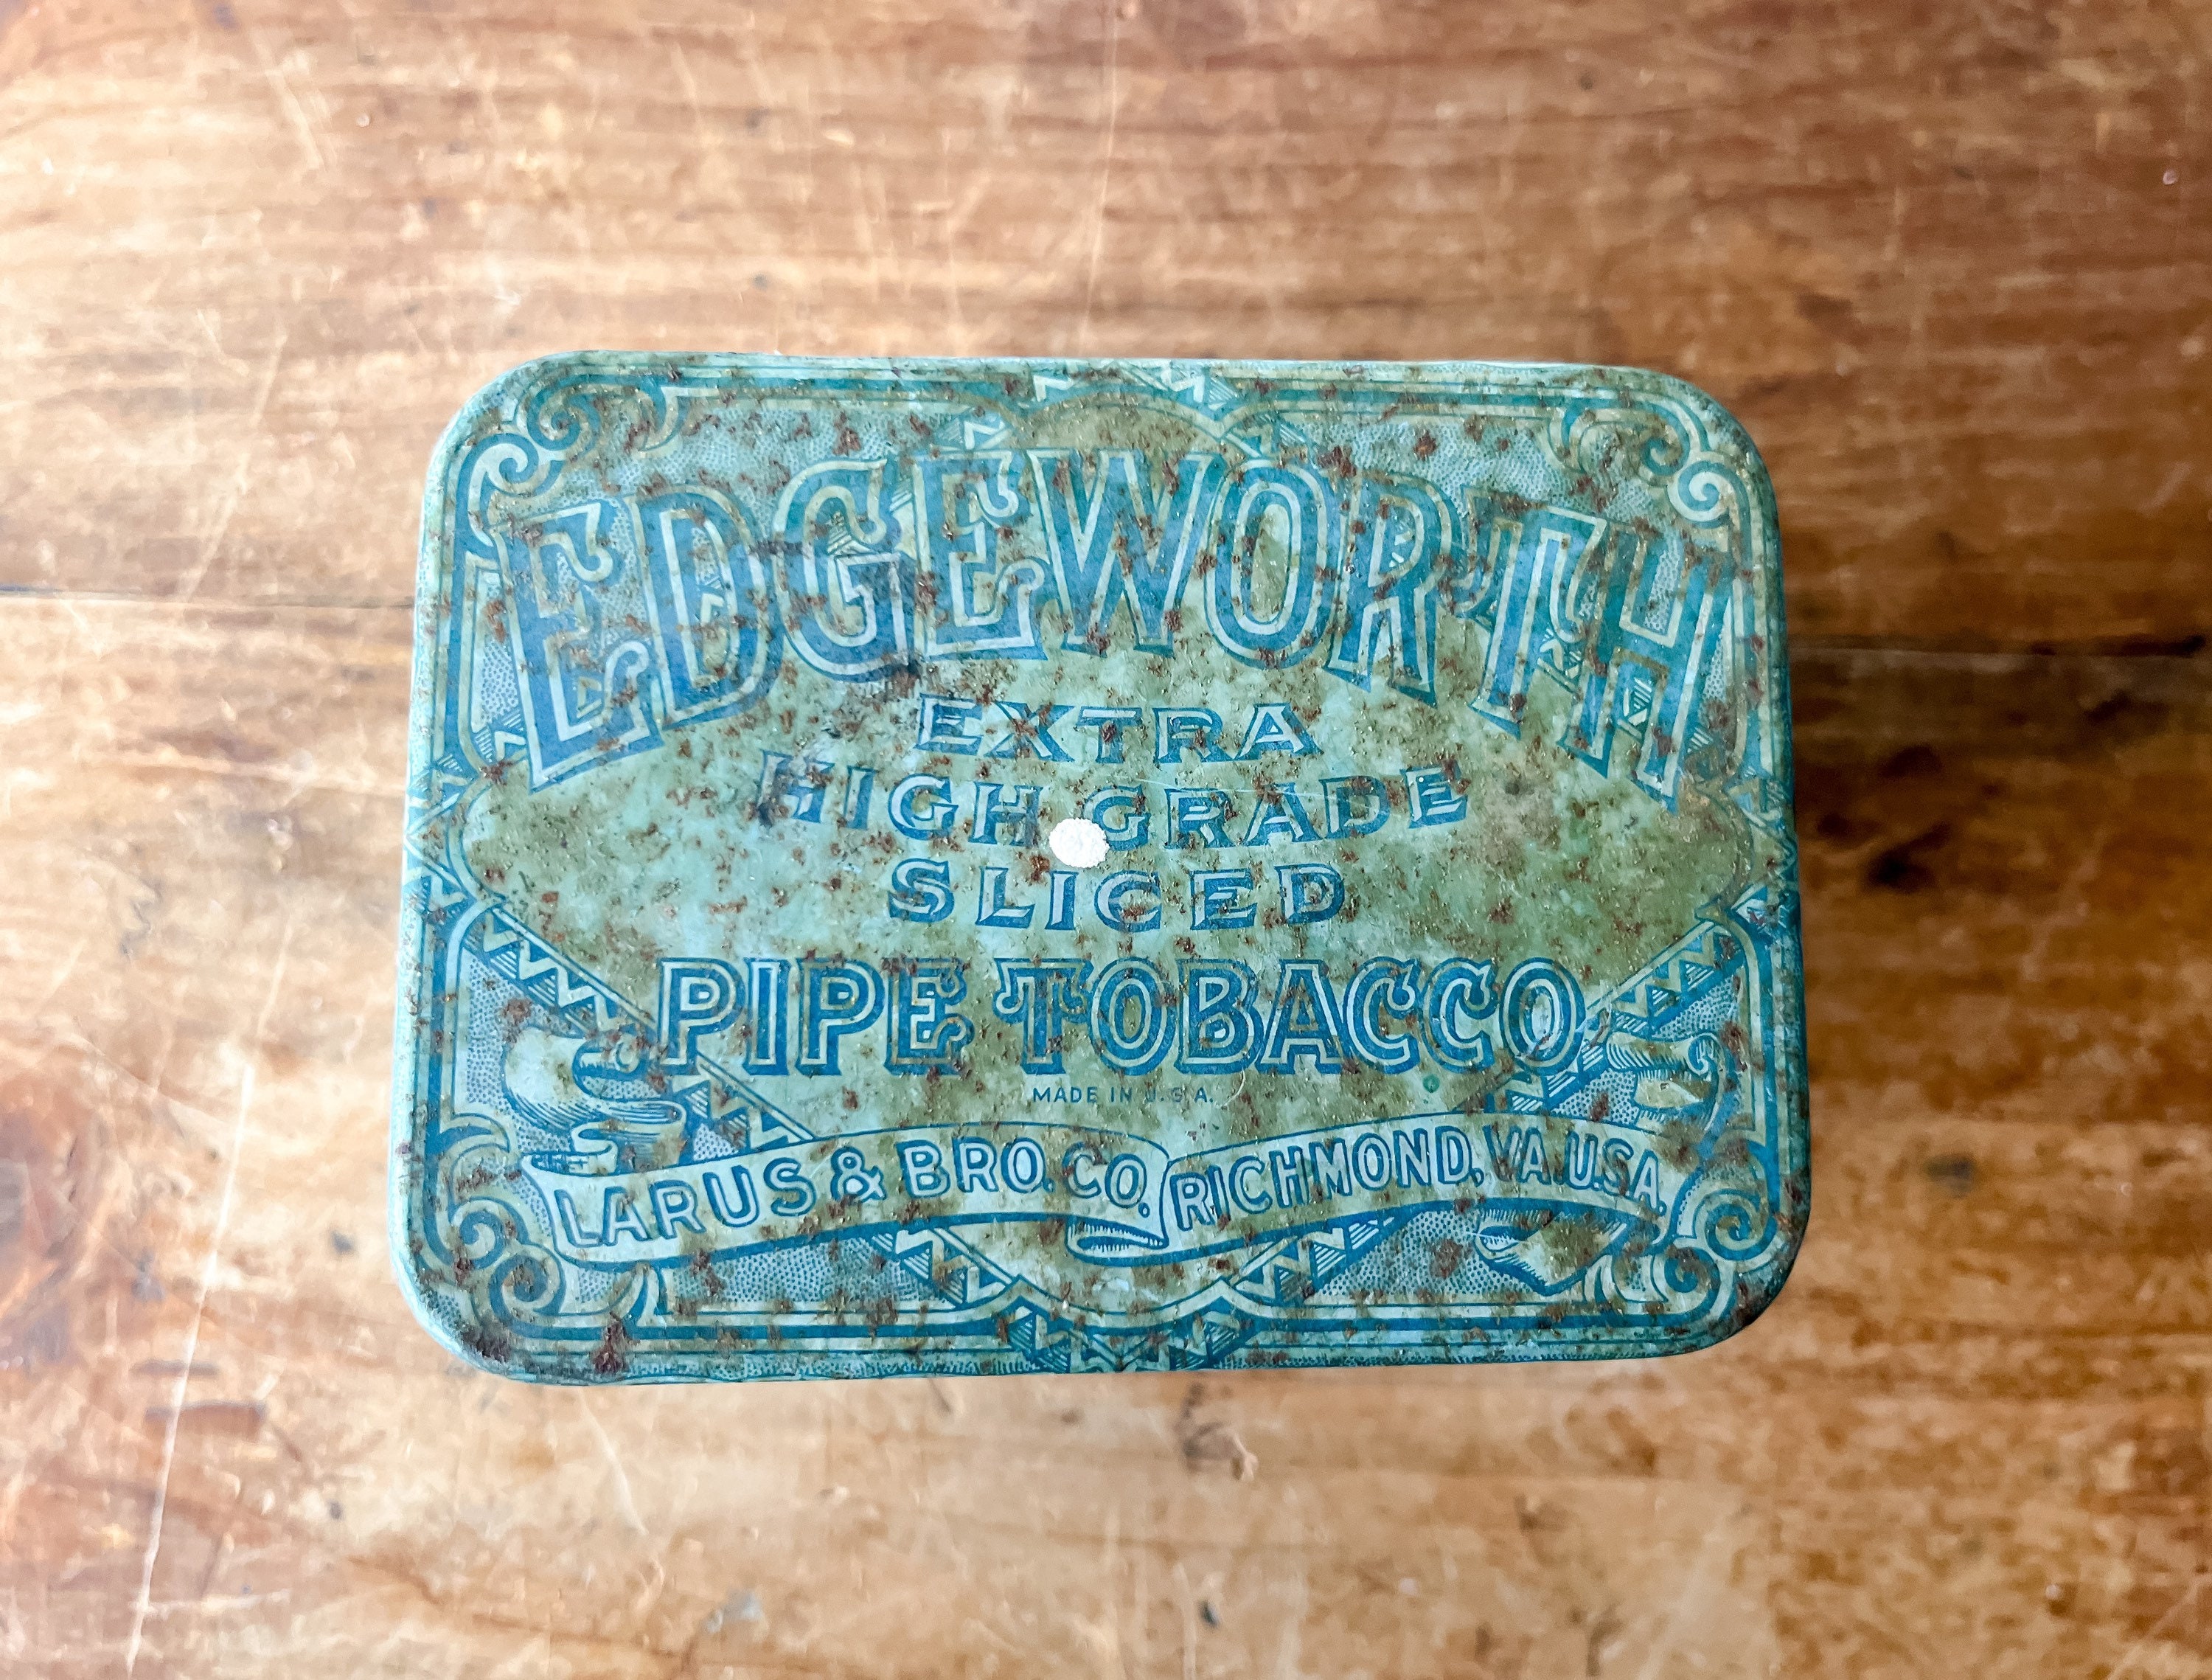 EDGEWORTH
EXTRA
HIGH GRADE
SLICED
PIPE TOBACCO
MADE IN U.S.A.
LARUS & BRO. CO. RICHMOND, VA. U.S.A.